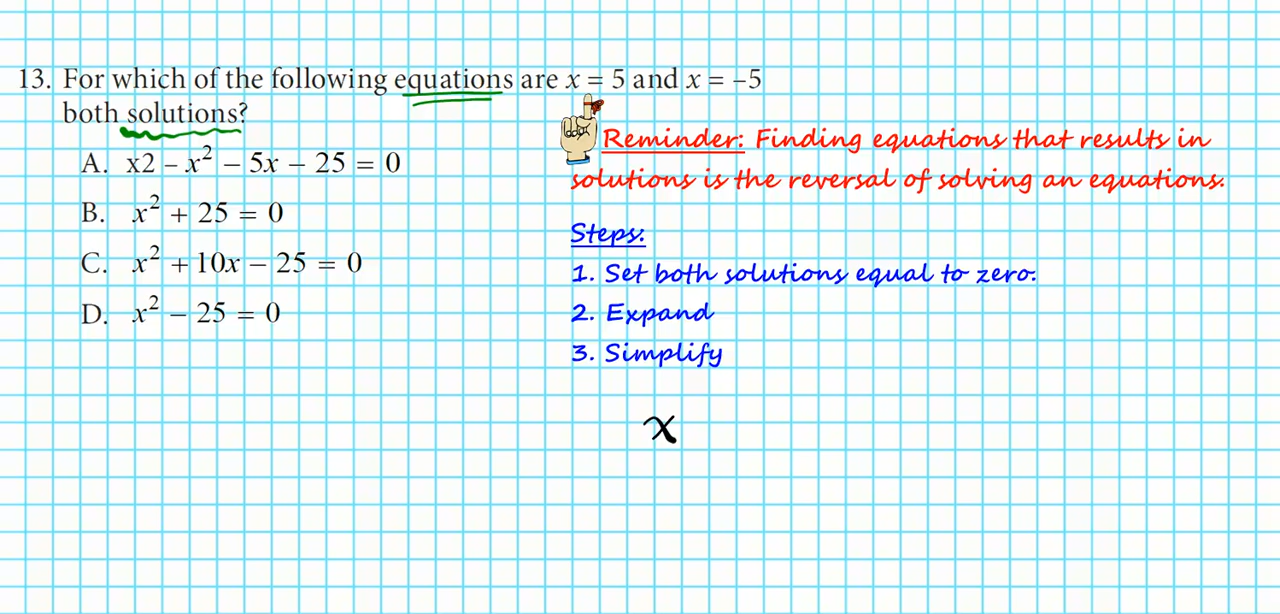 13. For which of the following equations are x = 5 and x = –5
both solutions?
Reminder: Finding equations that results in
solutions is the reversal of solving an equations.
A. x2 – x² – 5x – 25 = 0
B. x² + 25 = 0
C. x² + 10x – 25 = 0
D. x² – 25 = 0
Steps:
1. Set both solutions equal to zero.
2. Expand
3. Simplify
x